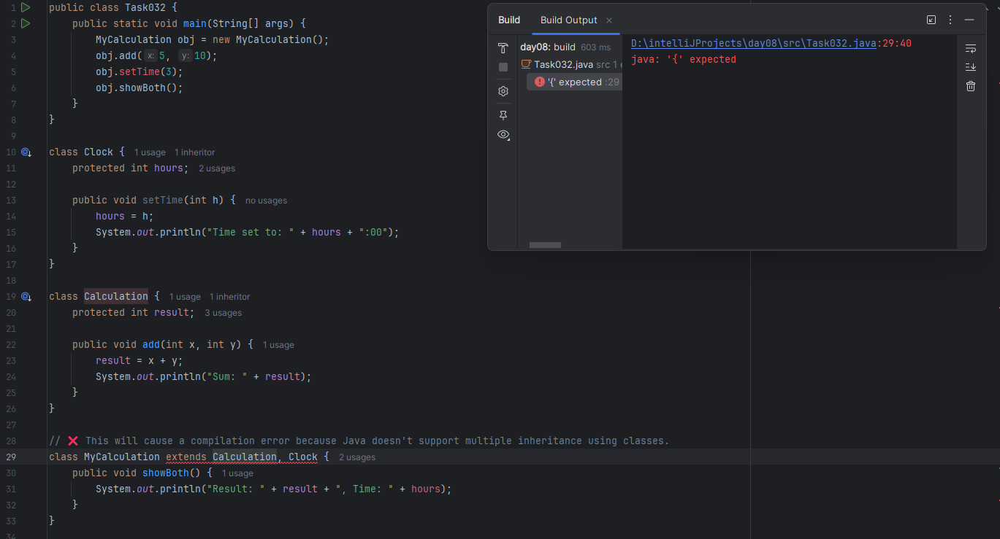 1 public class Task032 {
2 public static void main(String[] args) {
3 MyCalculation obj = new MyCalculation();
4 obj.add( x: 5, y: 10);
5 obj.setTime(3);
6 obj.showBoth();
7 }
8 }
9
10 class Clock { 1 usage 1 inheritor
11 protected int hours; 2 usages
12
13 public void setTime(int h) { no usages
14 hours = h;
15 System.out.println("Time set to: " + hours + ":00");
16 }
17 }
18
19 class Calculation { 1 usage 1 inheritor
20 protected int result; 3 usages
21
22 public void add(int x, int y) { 1 usage
23 result = x + y;
24 System.out.println("Sum: " + result);
25 }
26 }
27
28 // ❌ This will cause a compilation error because Java doesn't support multiple inheritance using classes.
29 class MyCalculation extends Calculation, Clock { 2 usages
30 public void showBoth() { 1 usage
31 System.out.println("Result: " + result + ", Time: " + hours);
32 }
33 }
34
Build Build Output ×
day08: build 603 ms
Task032.java src 1 e
'{' expected :29
D:\intelliJProjects\day08\src\Task032.java:29:40
java: '{' expected